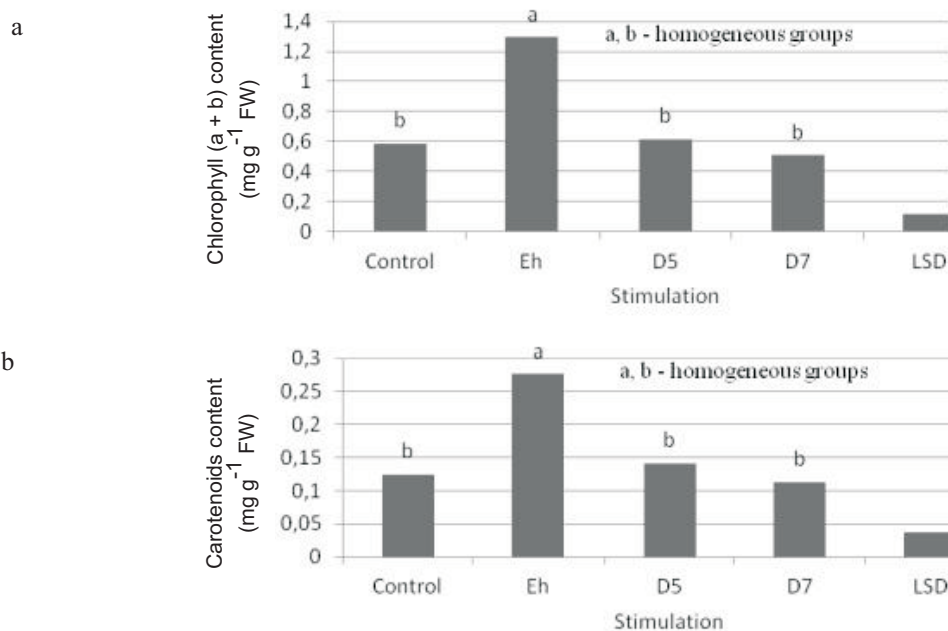 a
Chlorophyll (a + b) content
(mg g⁻¹ FW)
1,4
1,2
1
0,8
0,6
0,4
0,2
0
a, b - homogeneous groups
b
a
b
b
Control
Eh
D5
D7
LSD
Stimulation
b
Carotenoids content
(mg g⁻¹ FW)
0,3
0,25
0,2
0,15
0,1
0,05
0
a, b - homogeneous groups
b
a
b
b
Control
Eh
D5
D7
LSD
Stimulation